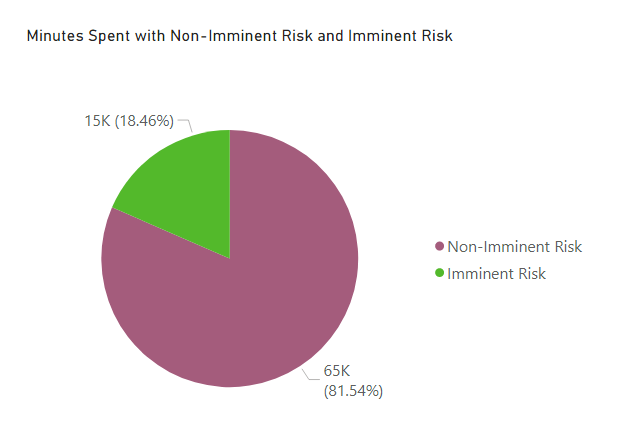 Minutes Spent with Non-Imminent Risk and Imminent Risk
15K (18.46%)
Non-Imminent Risk
Imminent Risk
65K
(81.54%)